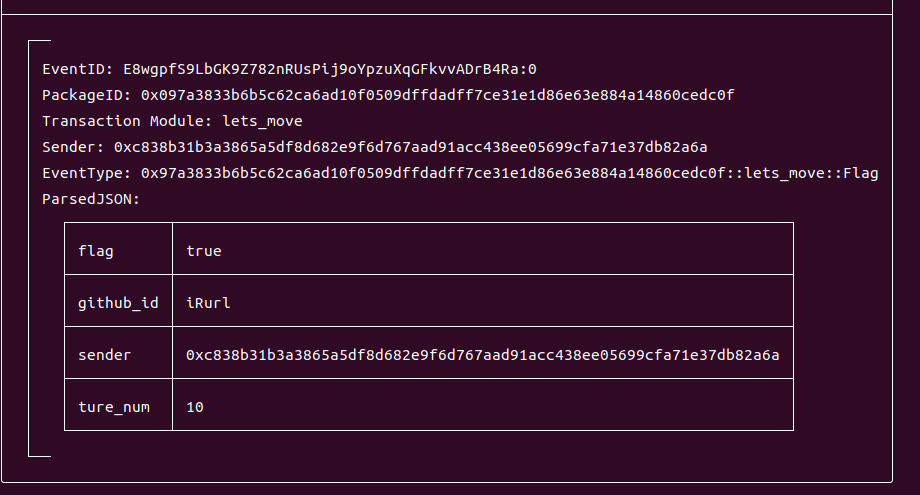 EventID: E8wgpfS9LbGK9Z782nRUsPij9oYpzuXqGFkvvADrB4Ra:0
PackageID: 0x097a3833b6b5c62ca6ad10f0509dffdadff7ce31e1d86e63e884a14860cedc0f
Transaction Module: lets_move
Sender: 0xc838b31b3a3865a5df8d682e9f6d767aad91acc438ee05699cfa71e37db82a6a
EventType: 0x97a3833b6b5c62ca6ad10f0509dffdadff7ce31e1d86e63e884a14860cedc0f::lets_move::Flag
ParsedJSON:
flag true
github_id iRurl
sender 0xc838b31b3a3865a5df8d682e9f6d767aad91acc438ee05699cfa71e37db82a6a
ture_num 10